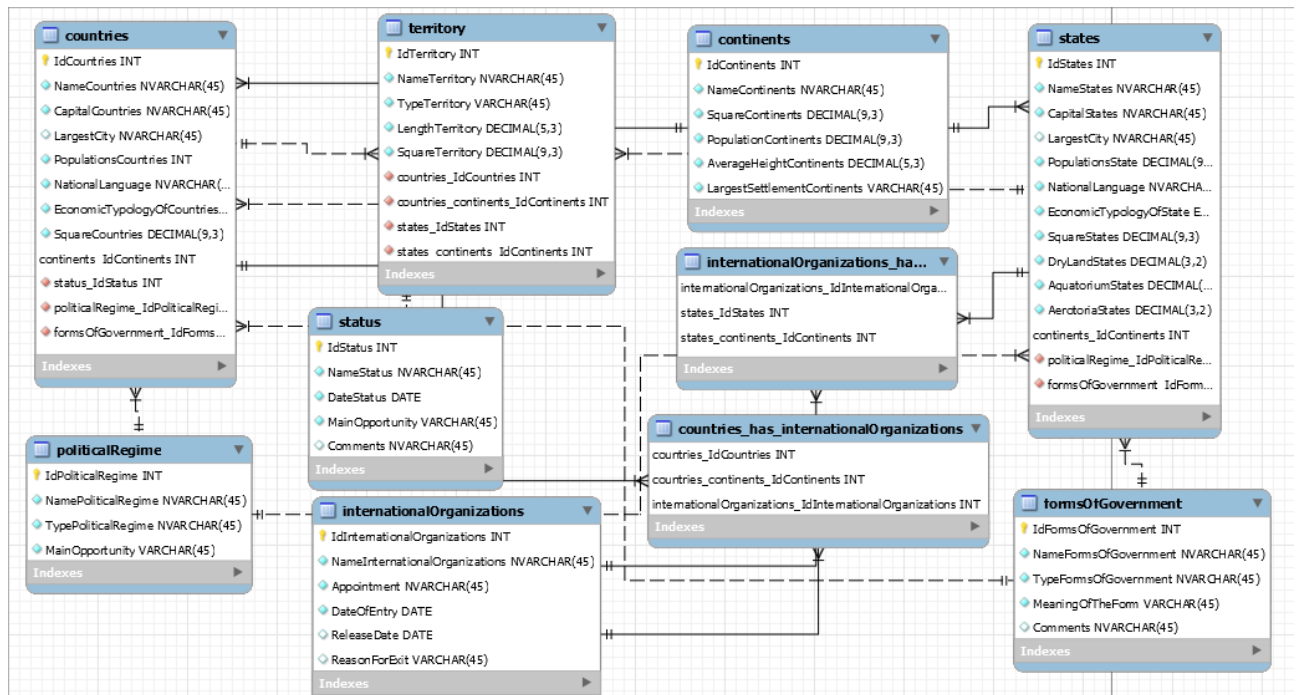 countries
IdCountries INT
NameCountries NVARCHAR(45)
CapitalCountries NVARCHAR(45)
LargestCity NVARCHAR(45)
PopulationsCountries INT
NationalLanguage NVARCHAR(...
EconomicTypologyOfCountries...
SquareCountries DECIMAL(9,3)
continents_IdContinents INT
status_IdStatus INT
politicalRegime_IdPoliticalRegi...
formsOfGovernment_IdForms...
Indexes
territory
IdTerritory INT
NameTerritory NVARCHAR(45)
TypeTerritory VARCHAR(45)
LengthTerritory DECIMAL(5,3)
SquareTerritory DECIMAL(9,3)
countries_IdCountries INT
countries_continents_IdContinents INT
states_IdStates INT
states_continents_IdContinents INT
Indexes
continents
IdContinents INT
NameContinents NVARCHAR(45)
SquareContinents DECIMAL(9,3)
PopulationContinents DECIMAL(9,3)
AverageHeightContinents DECIMAL(5,3)
LargestSettlementContinents VARCHAR(45)
Indexes
states
IdStates INT
NameStates NVARCHAR(45)
CapitalStates NVARCHAR(45)
LargestCity NVARCHAR(45)
PopulationsState DECIMAL(9...
NationalLanguage NVARCHA...
EconomicTypologyOfState E...
SquareStates DECIMAL(9,3)
DryLandStates DECIMAL(3,2)
AquatoriumStates DECIMAL(...
AerotoriaStates DECIMAL(3,2)
continents_IdContinents INT
politicalRegime_IdPoliticalRe...
formsOfGovernment_IdForm...
Indexes
internationalOrganizations_ha...
internationalOrganizations_IdInternationalOrga...
states_IdStates INT
states_continents_IdContinents INT
Indexes
status
IdStatus INT
NameStatus NVARCHAR(45)
DateStatus DATE
MainOpportunity VARCHAR(45)
Comments NVARCHAR(45)
Indexes
countries_has_internationalOrganizations
countries_IdCountries INT
countries_continents_IdContinents INT
internationalOrganizations_IdInternationalOrganizations INT
Indexes
politicalRegime
IdPoliticalRegime INT
NamePoliticalRegime NVARCHAR(45)
TypePoliticalRegime NVARCHAR(45)
MainOpportunity VARCHAR(45)
Indexes
internationalOrganizations
IdInternationalOrganizations INT
NameInternationalOrganizations NVARCHAR(45)
Appointment NVARCHAR(45)
DateOfEntry DATE
ReleaseDate DATE
ReasonForExit VARCHAR(45)
Indexes
formsOfGovernment
IdFormsOfGovernment INT
NameFormsOfGovernment NVARCHAR(45)
TypeFormsOfGovernment NVARCHAR(45)
MeaningOfTheForm VARCHAR(45)
Comments NVARCHAR(45)
Indexes